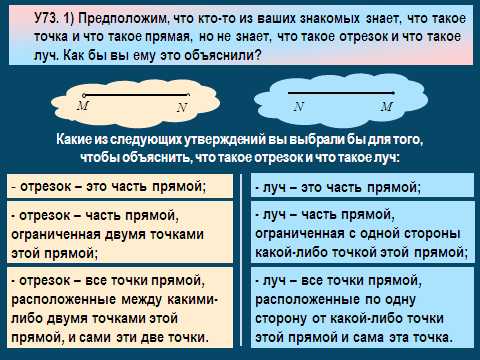 У73. 1) Предположим, что кто-то из ваших знакомых знает, что такое
точка и что такое прямая, но не знает, что такое отрезок и что такое
луч. Как бы вы ему это объяснили?
M N
N M
Какие из следующих утверждений вы выбрали бы для того,
чтобы объяснить, что такое отрезок и что такое луч:
- отрезок – это часть прямой;
- отрезок – часть прямой,
ограниченная двумя точками
этой прямой;
- отрезок – все точки прямой,
расположенные между какими-
либо двумя точками этой
прямой, и сами эти две точки.
- луч – это часть прямой;
- луч – часть прямой,
ограниченная с одной стороны
какой-либо точкой этой прямой;
- луч – все точки прямой,
расположенные по одну
сторону от какой-либо точки
этой прямой и сама эта точка.